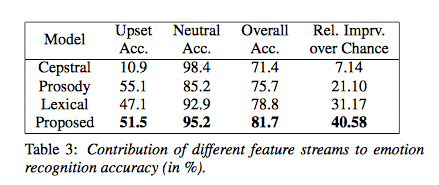 Model Upset Acc. Neutral Acc. Overall Acc. Rel. Imprv. over Chance
Cepstral 10.9 98.4 71.4 7.14
Prosody 55.1 85.2 75.7 21.10
Lexical 47.1 92.9 78.8 31.17
Proposed 51.5 95.2 81.7 40.58
Table 3: Contribution of different feature streams to emotion
recognition accuracy (in %).